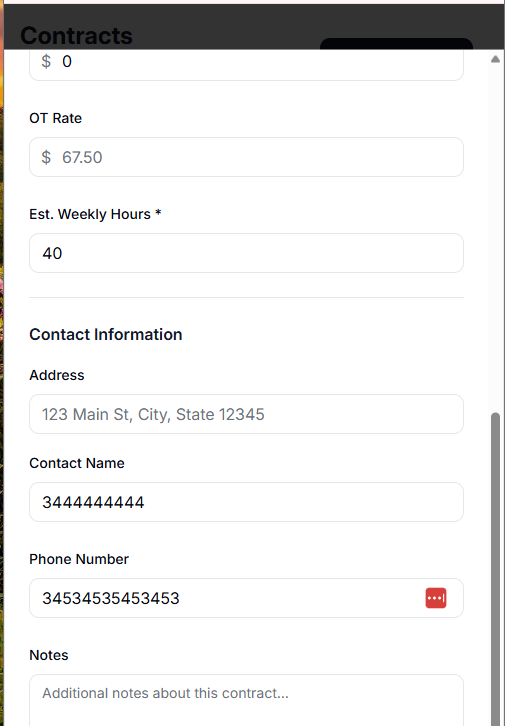 Contracts
$ 0
OT Rate
$ 67.50
Est. Weekly Hours *
40
Contact Information
Address
123 Main St, City, State 12345
Contact Name
3444444444
Phone Number
34534535453453
Notes
Additional notes about this contract...